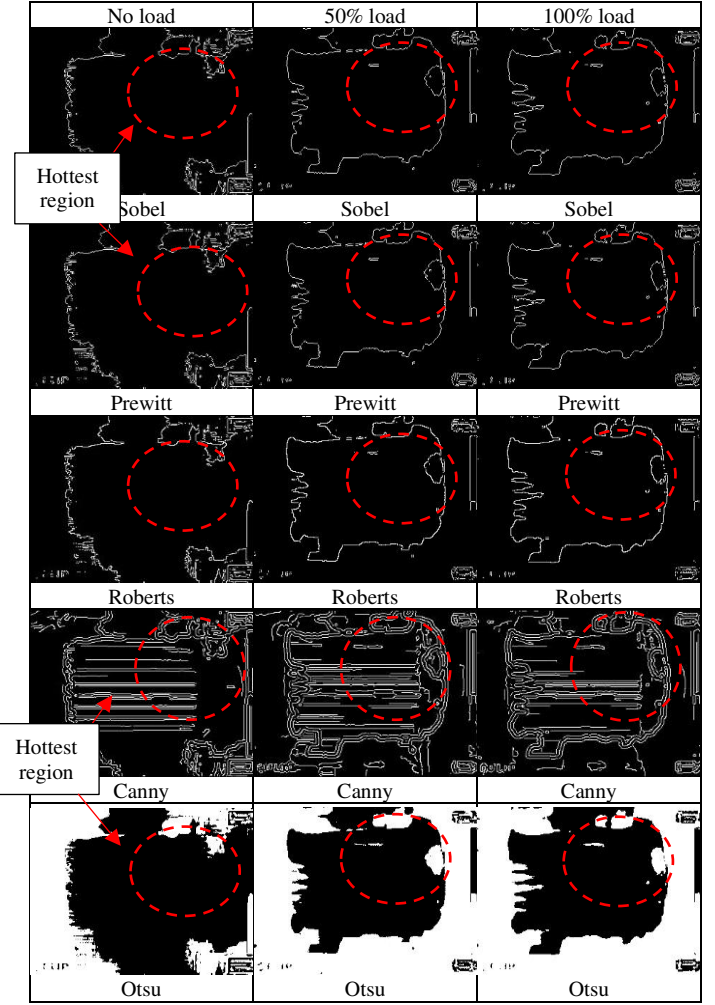 No load 50% load 100% load
Hottest
region
Sobel Sobel Sobel
Prewitt Prewitt Prewitt
Roberts Roberts Roberts
Hottest
region
Canny Canny Canny
Otsu Otsu Otsu